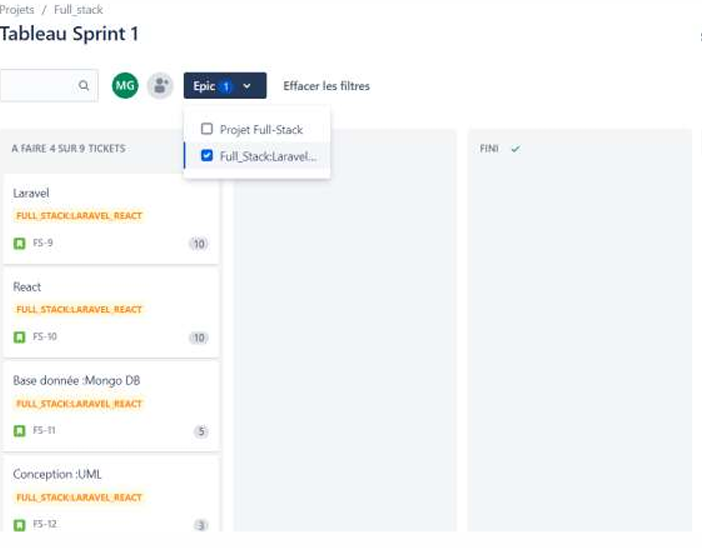 Projets / Full_stack
Tableau Sprint 1
MG
Epic 1
Effacer les filtres
Projet Full-Stack
Full_Stack:Laravel...
A FAIRE 4 SUR 9 TICKETS
FINI
Laravel
FULL_STACK:LARAVEL_REACT
FS-9
10
React
FULL_STACK:LARAVEL_REACT
FS-10
10
Base donnée :Mongo DB
FULL_STACK:LARAVEL_REACT
FS-11
5
Conception :UML
FULL_STACK:LARAVEL_REACT
FS-12
3